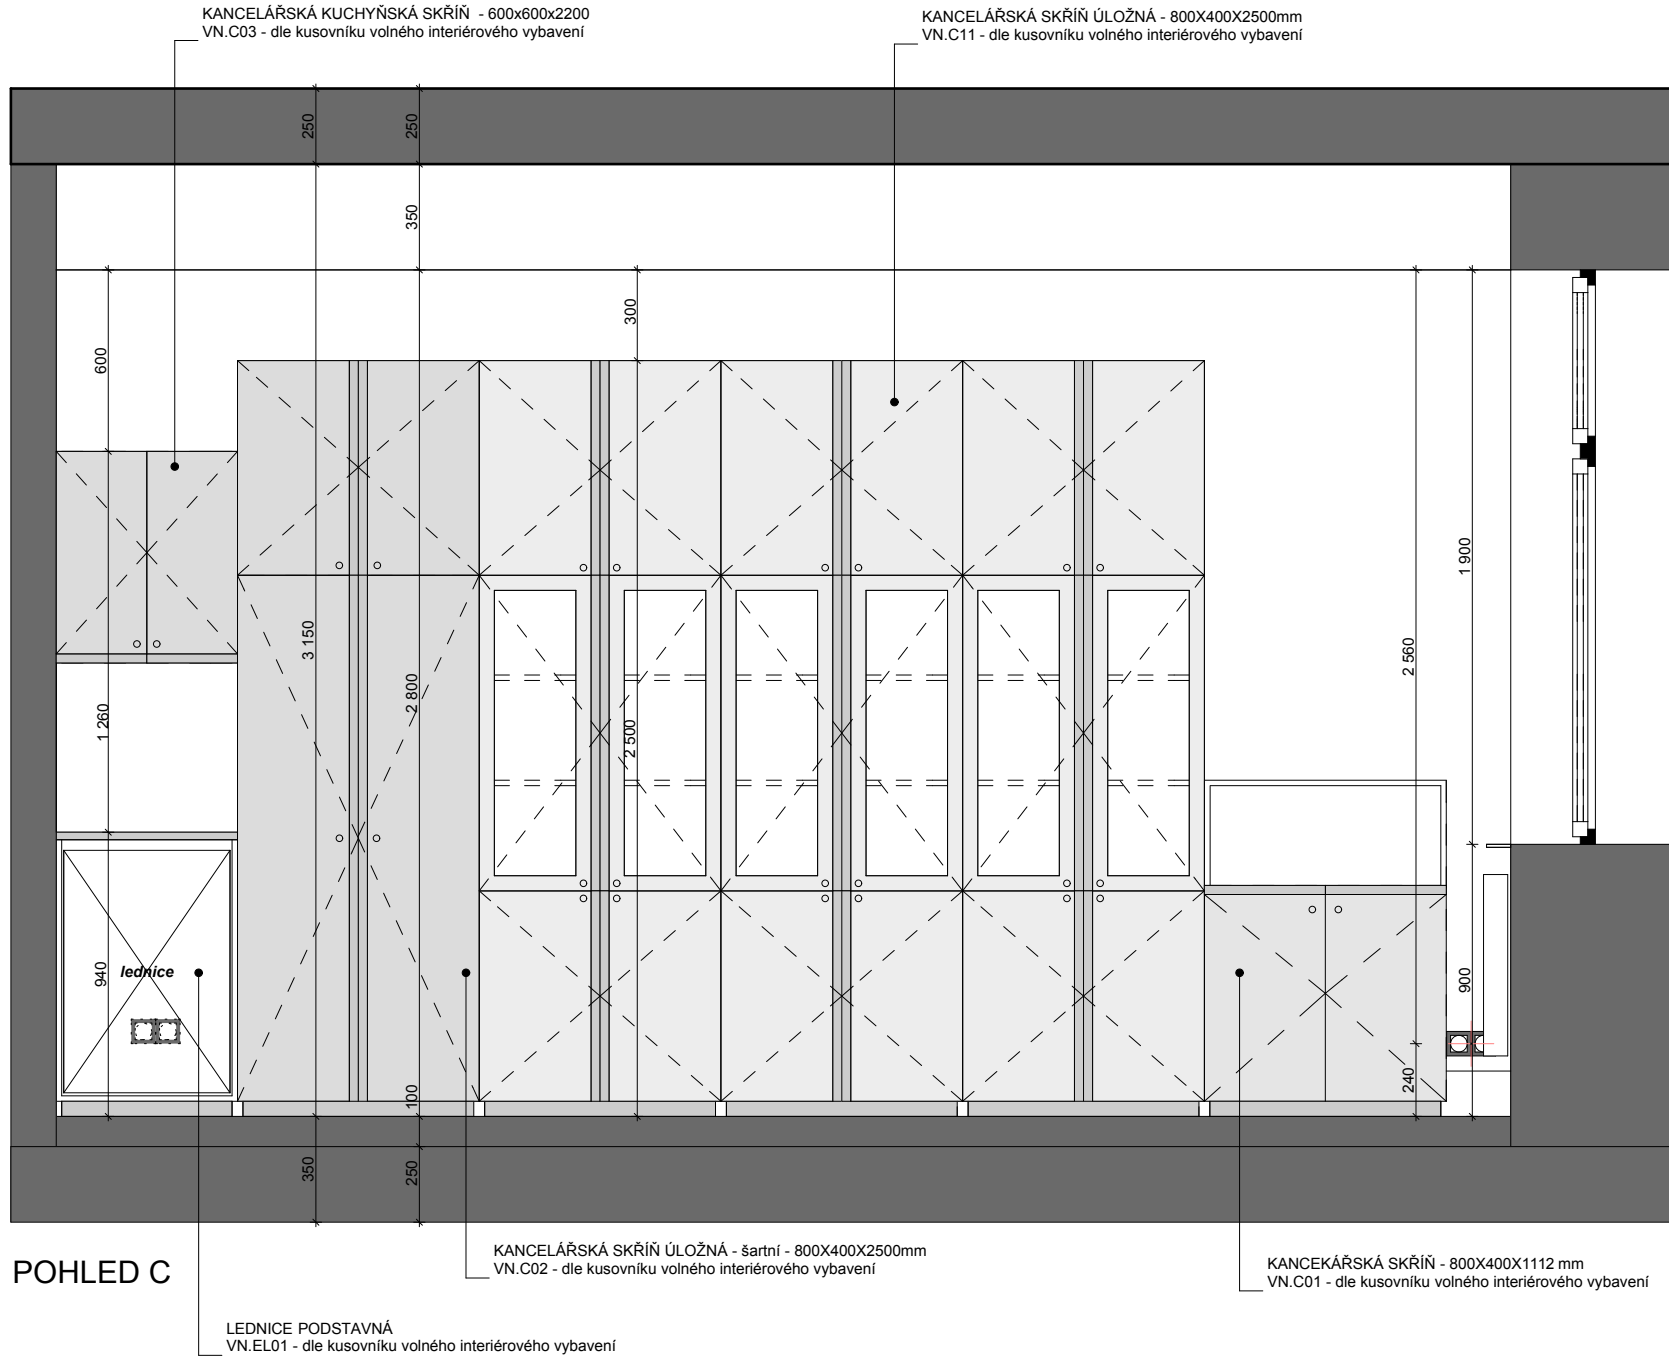 KANCELÁŘSKÁ KUCHYŇSKÁ SKŘÍŇ - 600x600x2200
VN.C03 - dle kusovníku volného interiérového vybavení
KANCELÁŘSKÁ SKŘÍŇ ÚLOŽNÁ - 800X400X2500mm
VN.C11 - dle kusovníku volného interiérového vybavení
250
250
350
300
600
1 900
3 150
2 560
2 800
1 260
2 500
940
lednice
900
240
100
350
250
POHLED C
KANCELÁŘSKÁ SKŘÍŇ ÚLOŽNÁ - šartní - 800X400X2500mm
VN.C02 - dle kusovníku volného interiérového vybavení
KANCEKÁŘSKÁ SKŘÍŇ - 800X400X1112 mm
VN.C01 - dle kusovníku volného interiérového vybavení
LEDNICE PODSTAVNÁ
VN.EL01 - dle kusovníku volného interiérového vybavení